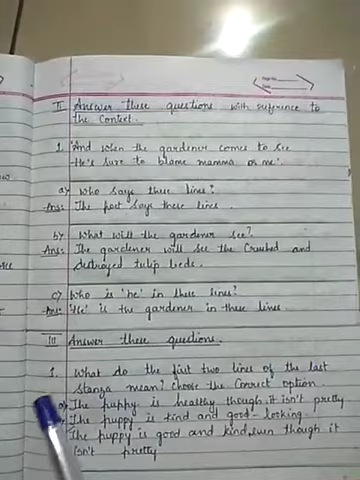 II Answer these questions with reference to
the Context.
1. "And when the gardener comes to see
He's sure to blame mamma or me".
a) Who says these lines?
Ans: The poet says these lines.
b) What will the gardener see?
Ans: The gardener will see the Crushed and
destroyed tulip beds.
c) Who is 'he' in these lines?
Ans: 'He' is the gardener in these lines.
III Answer these questions.
1. What do the first two lines of the last
stanza mean? Choose the Correct option.
a) The puppy is healthy though it isn't pretty
The puppy is kind and good-looking.
The puppy is good and kind, even though it
isn't pretty